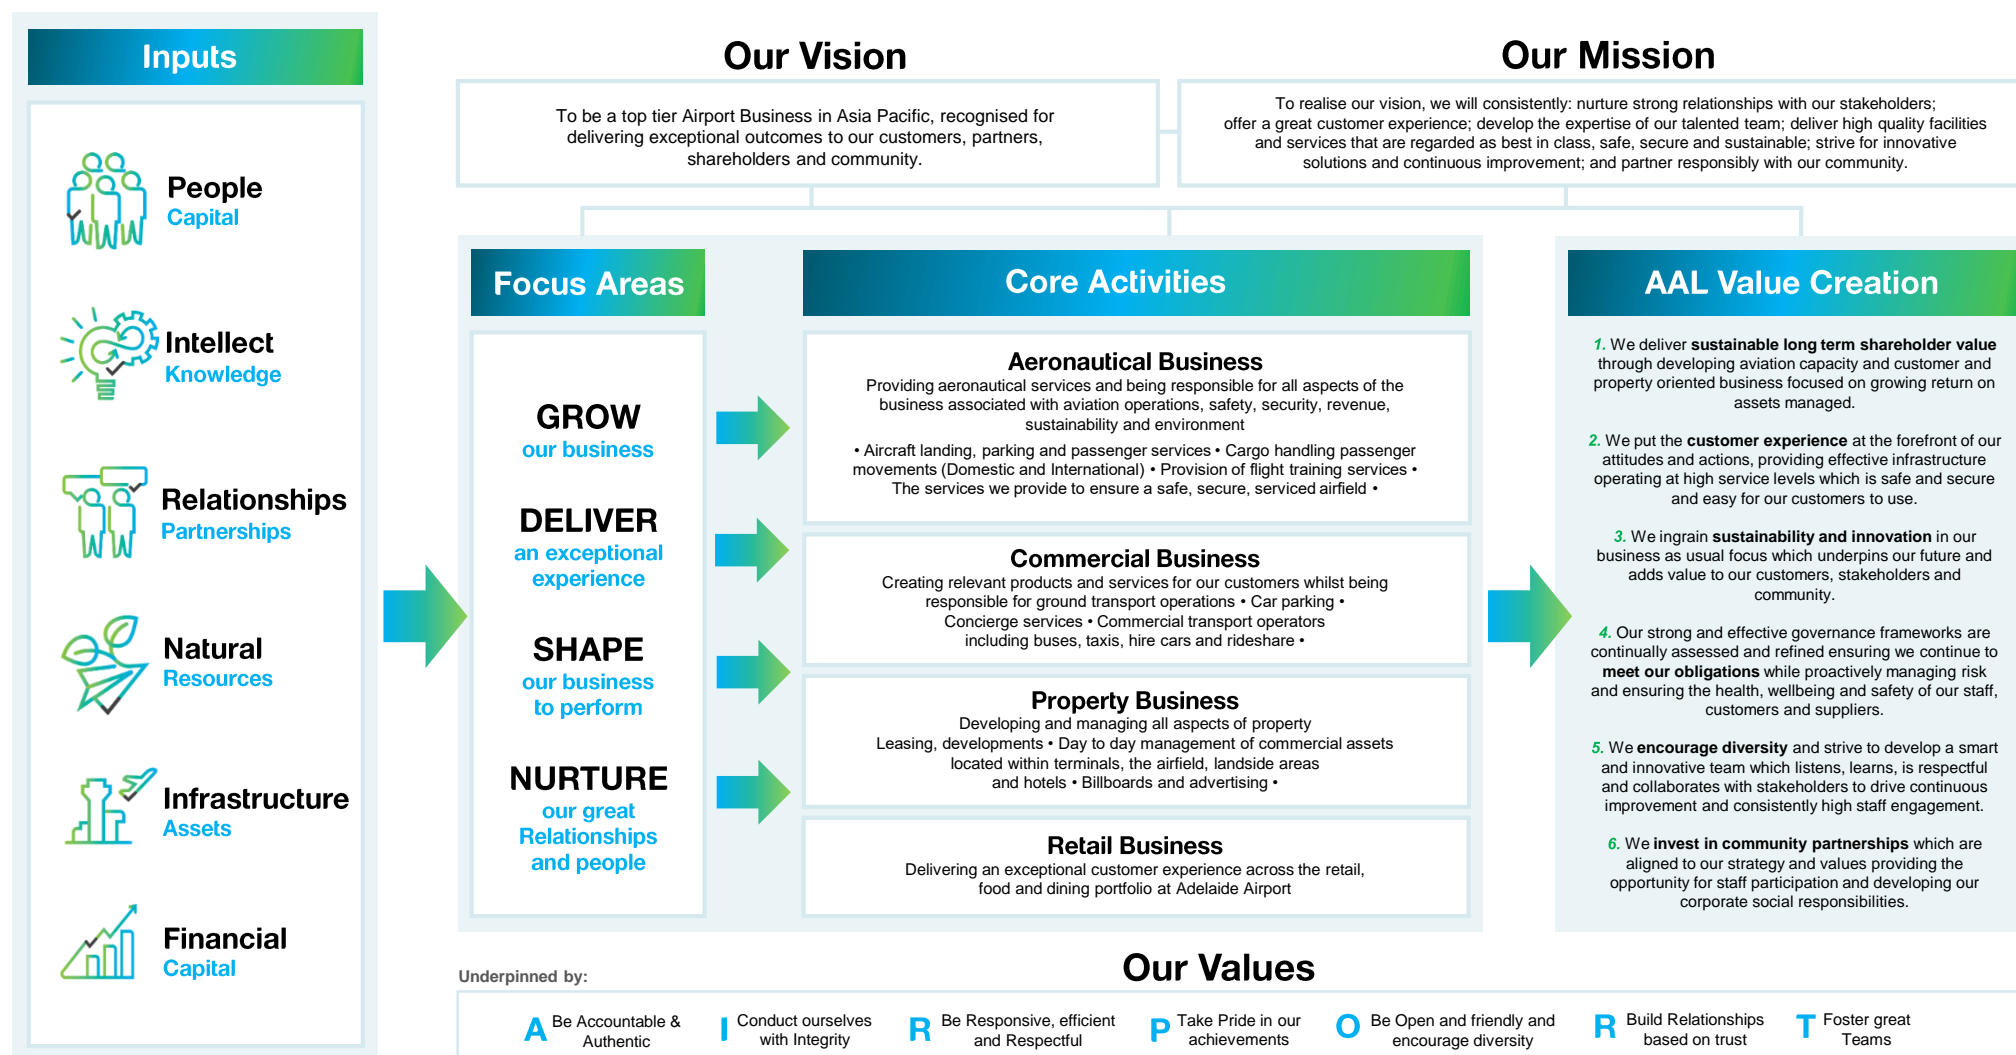 Inputs
People
Capital
Intellect
Knowledge
Relationships
Partnerships
Natural
Resources
Infrastructure
Assets
Financial
Capital
Our Vision
To be a top tier Airport Business in Asia Pacific, recognised for
delivering exceptional outcomes to our customers, partners,
shareholders and community.
Our Mission
To realise our vision, we will consistently: nurture strong relationships with our stakeholders;
offer a great customer experience; develop the expertise of our talented team; deliver high quality facilities
and services that are regarded as best in class, safe, secure and sustainable; strive for innovative
solutions and continuous improvement; and partner responsibly with our community.
Focus Areas
GROW
our business
DELIVER
an exceptional
experience
SHAPE
our business
to perform
NURTURE
our great
Relationships
and people
Core Activities
Aeronautical Business
Providing aeronautical services and being responsible for all aspects of the
business associated with aviation operations, safety, security, revenue,
sustainability and environment
• Aircraft landing, parking and passenger services • Cargo handling passenger
movements (Domestic and International) • Provision of flight training services •
The services we provide to ensure a safe, secure, serviced airfield •
Commercial Business
Creating relevant products and services for our customers whilst being
responsible for ground transport operations • Car parking •
Concierge services • Commercial transport operators
including buses, taxis, hire cars and rideshare •
Property Business
Developing and managing all aspects of property
Leasing, developments • Day to day management of commercial assets
located within terminals, the airfield, landside areas
and hotels • Billboards and advertising •
Retail Business
Delivering an exceptional customer experience across the retail,
food and dining portfolio at Adelaide Airport
AAL Value Creation
1. We deliver sustainable long term shareholder value
through developing aviation capacity and customer and
property oriented business focused on growing return on
assets managed.
2. We put the customer experience at the forefront of our
attitudes and actions, providing effective infrastructure
operating at high service levels which is safe and secure
and easy for our customers to use.
3. We ingrain sustainability and innovation in our
business as usual focus which underpins our future and
adds value to our customers, stakeholders and
community.
4. Our strong and effective governance frameworks are
continually assessed and refined ensuring we continue to
meet our obligations while proactively managing risk
and ensuring the health, wellbeing and safety of our staff,
customers and suppliers.
5. We encourage diversity and strive to develop a smart
and innovative team which listens, learns, is respectful
and collaborates with stakeholders to drive continuous
improvement and consistently high staff engagement.
6. We invest in community partnerships which are
aligned to our strategy and values providing the
opportunity for staff participation and developing our
corporate social responsibilities.
Underpinned by:
Our Values
A Be Accountable &
Authentic
I Conduct ourselves
with Integrity
R Be Responsive, efficient
and Respectful
P Take Pride in our
achievements
O Be Open and friendly and
encourage diversity
R Build Relationships
based on trust
T Foster great
Teams